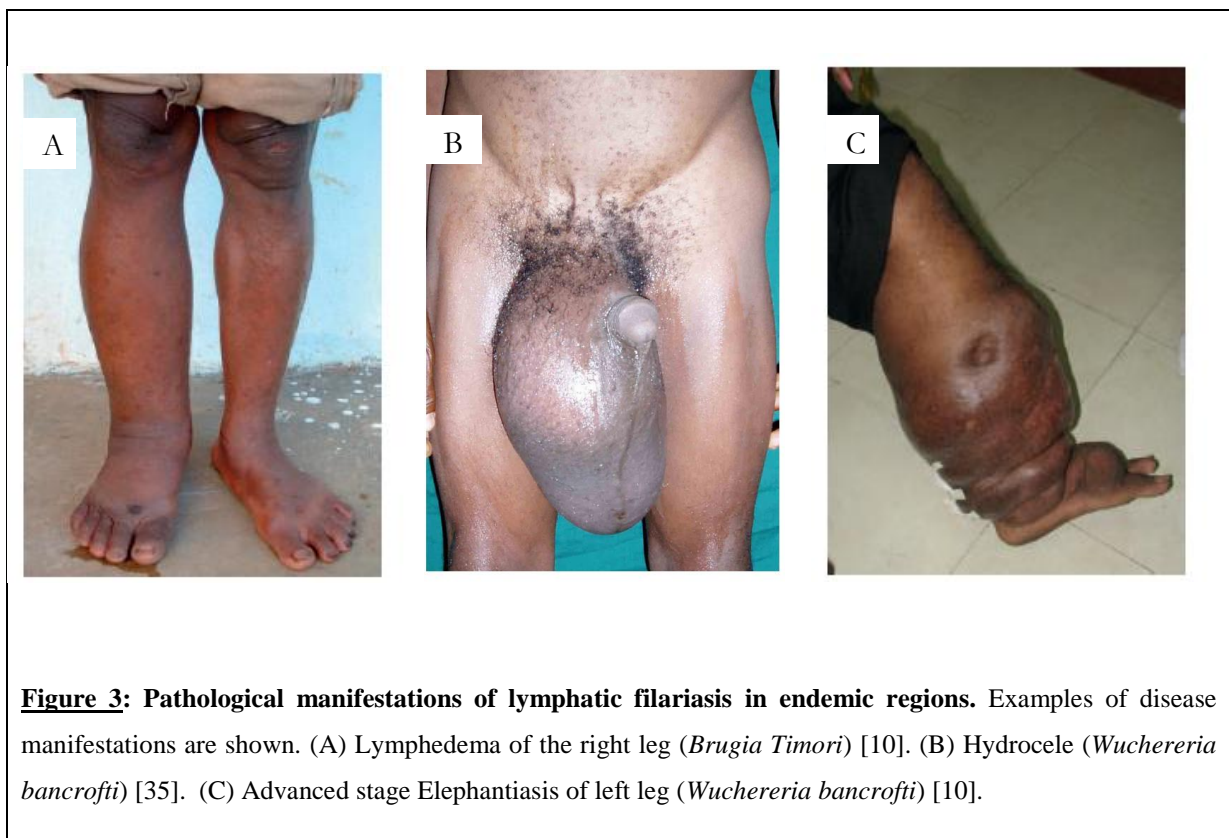 A
B
C
Figure 3: Pathological manifestations of lymphatic filariasis in endemic regions. Examples of disease
manifestations are shown. (A) Lymphedema of the right leg (Brugia Timori) [10]. (B) Hydrocele (Wuchereria
bancrofti) [35]. (C) Advanced stage Elephantiasis of left leg (Wuchereria bancrofti) [10].